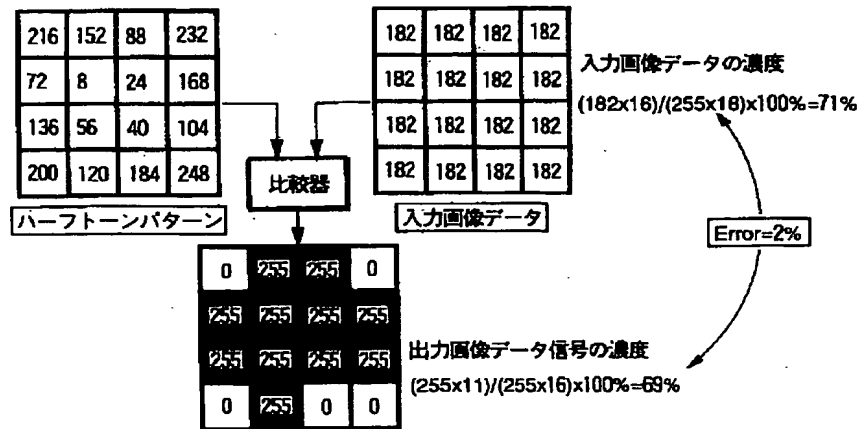 216 152 88 232
72 8 24 168
136 56 40 104
200 120 184 248
ハーフトーンパターン
182 182 182 182
182 182 182 182
182 182 182 182
182 182 182 182
入力画像データ
入力画像データの濃度
(182x16)/(255x16)x100%=71%
比較器
Error=2%
0 255 255 0
255 255 255 255
255 255 255 255
0 255 0 0
出力画像データ信号の濃度
(255x11)/(255x16)x100%=69%